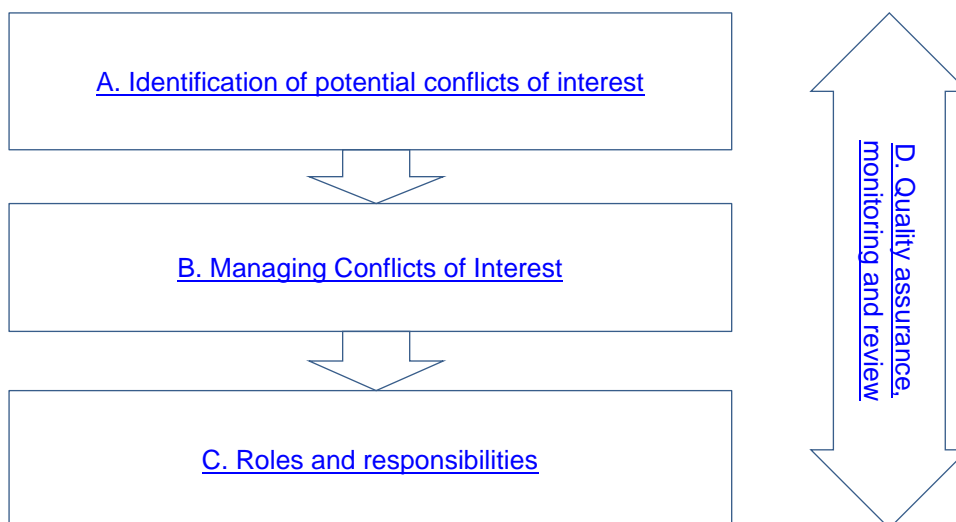 A. Identification of potential conflicts of interest
B. Managing Conflicts of Interest
C. Roles and responsibilities
D. Quality assurance,
monitoring and review